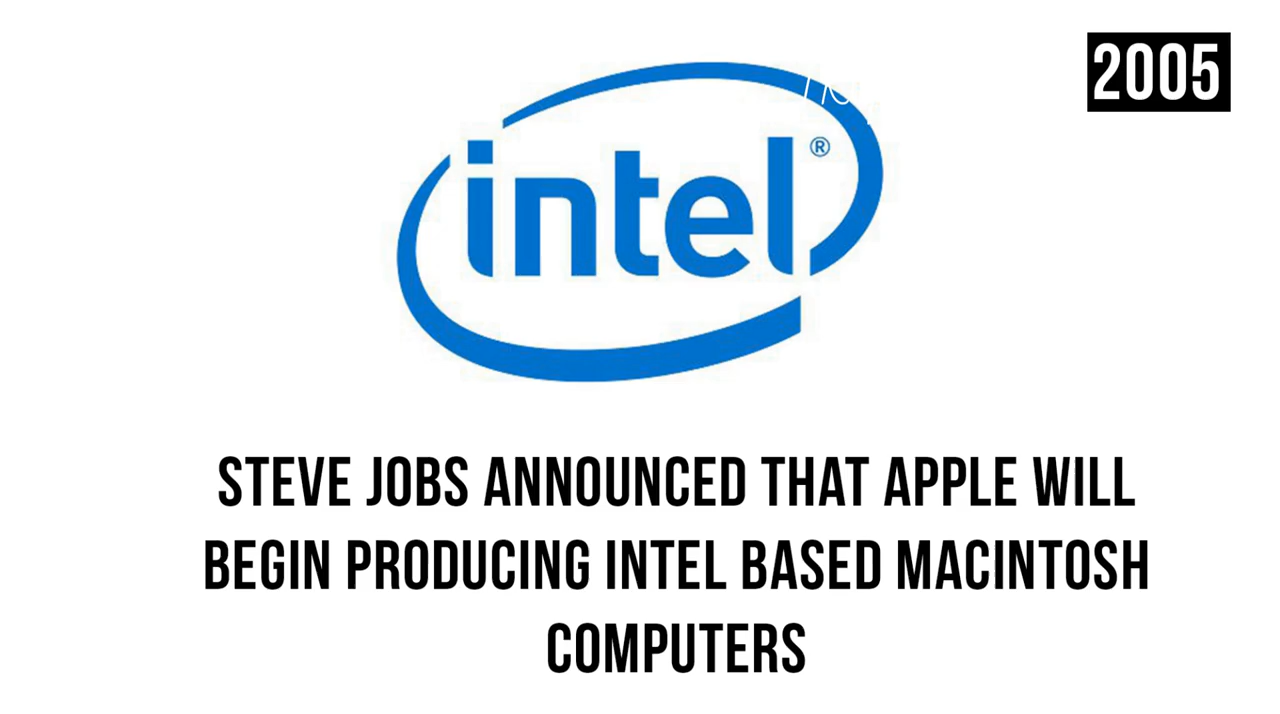 2005
intel®
STEVE JOBS ANNOUNCED THAT APPLE WILL
BEGIN PRODUCING INTEL BASED MACINTOSH
COMPUTERS